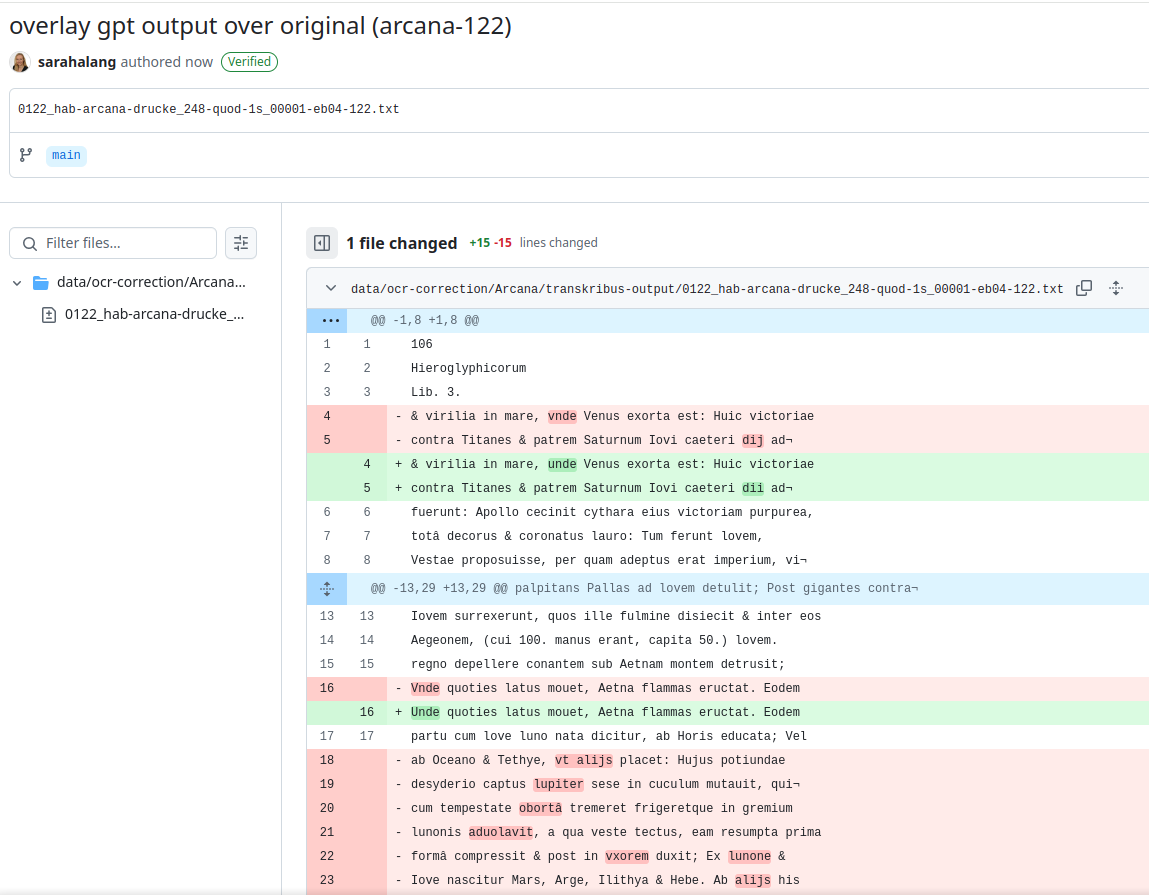 overlay gpt output over original (arcana-122)
sarahalang authored now Verified
0122_hab-arcana-drucke_248-quod-1s_00001-eb04-122.txt
main
Filter files...
1 file changed +15 -15 lines changed
data/ocr-correction/Arcana...
0122_hab-arcana-drucke_...
data/ocr-correction/Arcana/transkribus-output/0122_hab-arcana-drucke_248-quod-1s_00001-eb04-122.txt
@@ -1,8 +1,8 @@
1 1 106
2 2 Hieroglyphicorum
3 3 Lib. 3.
4 - & virilia in mare, vnde Venus exorta est: Huic victoriae
5 - contra Titanes & patrem Saturnum Iovi caeteri dij ad¬
4 + & virilia in mare, unde Venus exorta est: Huic victoriae
5 + contra Titanes & patrem Saturnum Iovi caeteri dii ad¬
6 6 fuerunt: Apollo cecinit cythara eius victoriam purpurea,
7 7 totâ decorus & coronatus lauro: Tum ferunt lovem,
8 8 Vestae proposuisse, per quam adeptus erat imperium, vi¬
@@ -13,29 +13,29 @@ palpitans Pallas ad lovem detulit; Post gigantes contra¬
13 13 Iovem surrexerunt, quos ille fulmine disiecit & inter eos
14 14 Aegeonem, (cui 100. manus erant, capita 50.) lovem.
15 15 regno depellere conantem sub Aetnam montem detrusit;
16 - Vnde quoties latus mouet, Aetna flammas eructat. Eodem
16 + Unde quoties latus mouet, Aetna flammas eructat. Eodem
17 17 partu cum love luno nata dicitur, ab Horis educata; Vel
18 - ab Oceano & Tethye, vt alijs placet: Hujus potiundae
19 - desyderio captus lupiter sese in cuculum mutauit, qui¬
20 - cum tempestate obortâ tremeret frigeretque in gremium
21 - lunonis aduolavit, a qua veste tectus, eam resumpta prima
22 - formâ compressit & post in vxorem duxit; Ex lunone &
23 - Iove nascitur Mars, Arge, Ilithya & Hebe. Ab alijs his